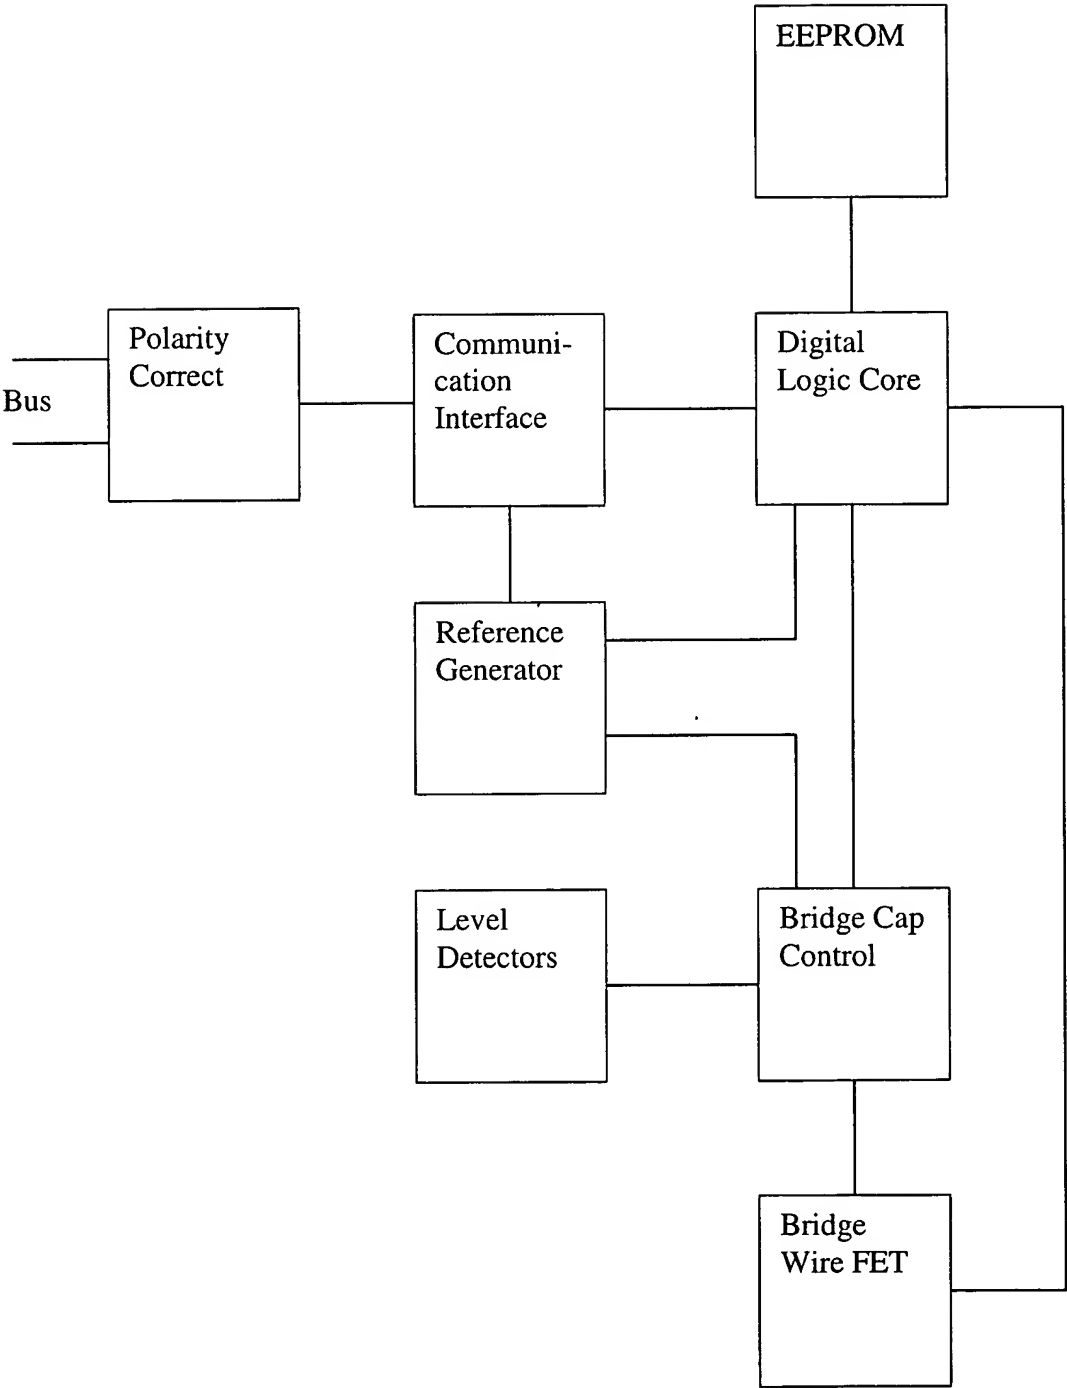 EEPROM
Polarity
Correct
Bus
Communi-
cation
Interface
Digital
Logic Core
Reference
Generator
Level
Detectors
Bridge Cap
Control
Bridge
Wire FET